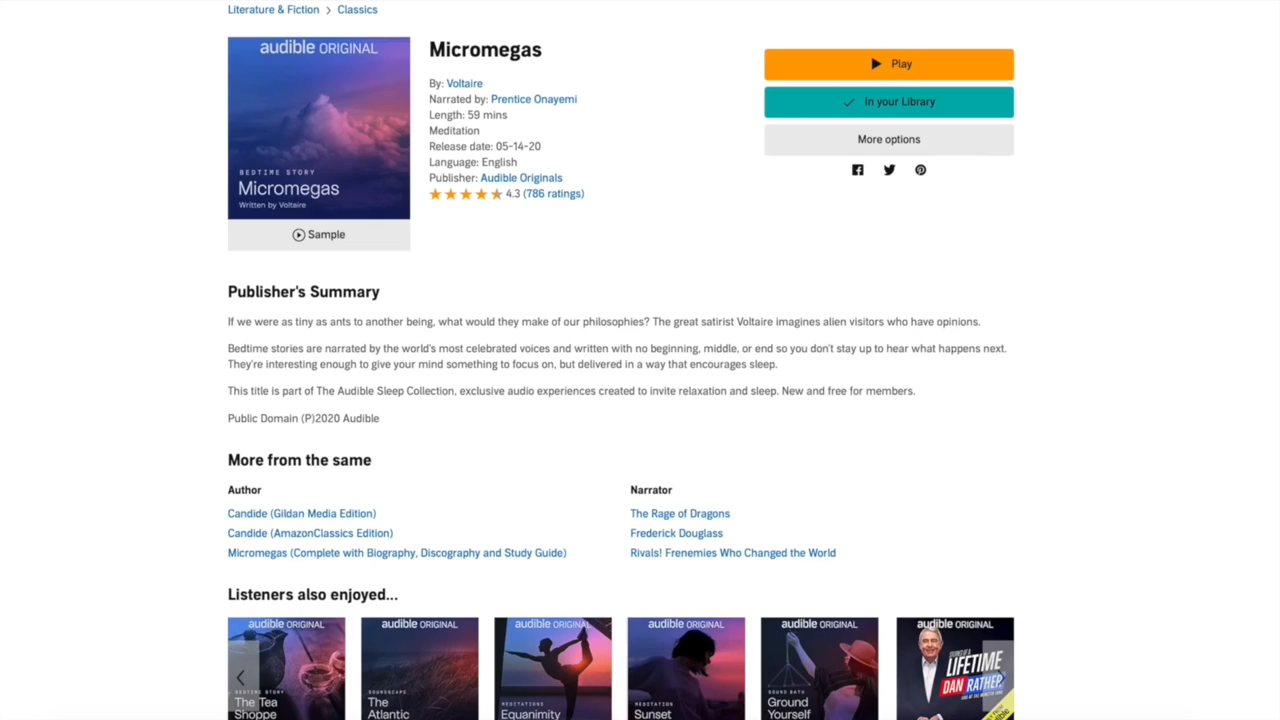 Literature & Fiction > Classics
audible ORIGINAL
BEDTIME STORY
Micromegas
Written by Voltaire
Sample
Micromegas
By: Voltaire
Narrated by: Prentice Onayemi
Length: 59 mins
Meditation
Release date: 05-14-20
Language: English
Publisher: Audible Originals
4.3 (786 ratings)
Play
In your Library
More options
Publisher's Summary
If we were as tiny as ants to another being, what would they make of our philosophies? The great satirist Voltaire imagines alien visitors who have opinions.
Bedtime stories are narrated by the world's most celebrated voices and written with no beginning, middle, or end so you don't stay up to hear what happens next.
They're interesting enough to give your mind something to focus on, but delivered in a way that encourages sleep.
This title is part of The Audible Sleep Collection, exclusive audio experiences created to invite relaxation and sleep. New and free for members.
Public Domain (P)2020 Audible
More from the same
Author
Candide (Gildan Media Edition)
Candide (AmazonClassics Edition)
Micromegas (Complete with Biography, Discography and Study Guide)
Narrator
The Rage of Dragons
Frederick Douglass
Rivals! Frenemies Who Changed the World
Listeners also enjoyed...
audible ORIGINAL
BEDTIME STORY
The Tea
Shoppe
audible ORIGINAL
SOUNDSCAPE
The
Atlantic
audible ORIGINAL
MEDITATIONS
Equanimity
audible ORIGINAL
MEDITATION
Sunset
audible ORIGINAL
SOUND BATH
Ground
Yourself
audible ORIGINAL
STORIES OF A
LIFETIME
DAN RATHER